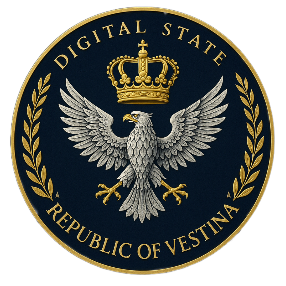 DIGITAL STATE
REPUBLIC OF VESTINA